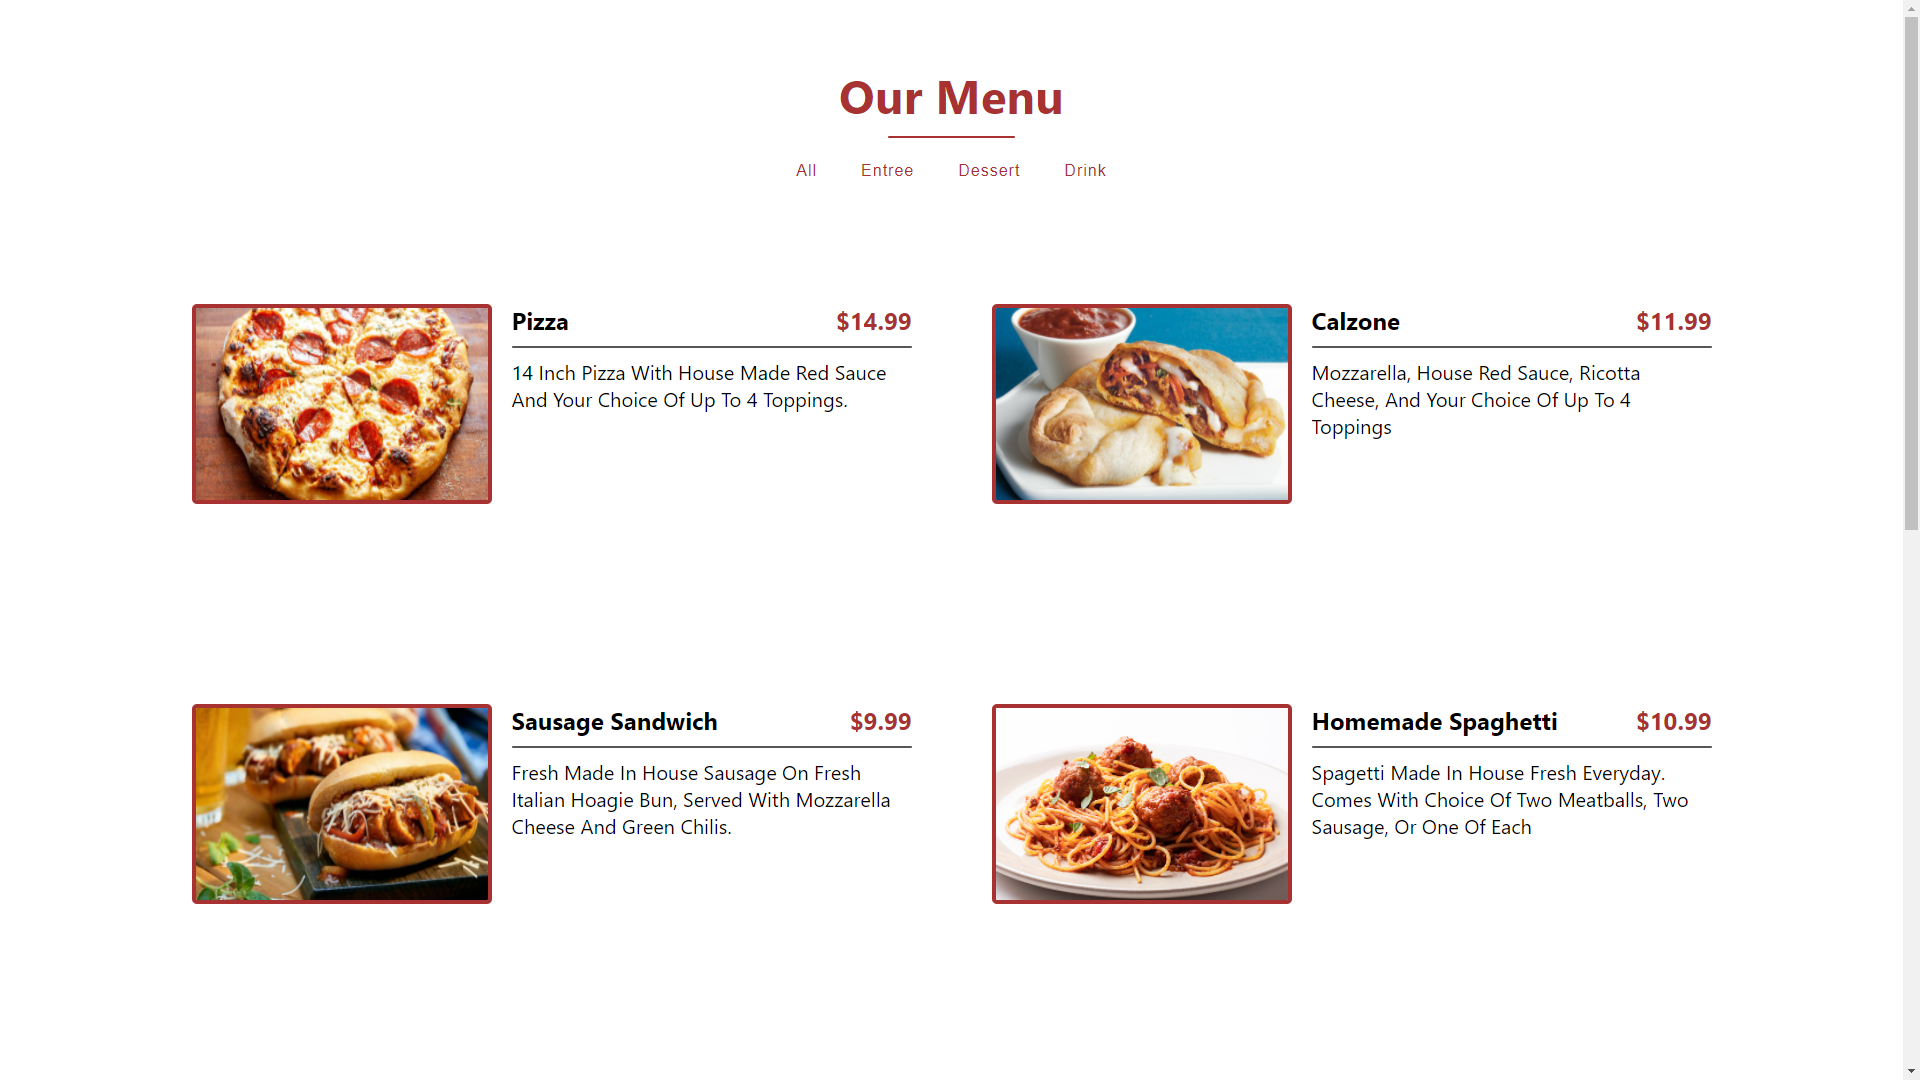 Our Menu
All Entree Dessert Drink
Pizza $14.99
14 Inch Pizza With House Made Red Sauce
And Your Choice Of Up To 4 Toppings.
Calzone $11.99
Mozzarella, House Red Sauce, Ricotta
Cheese, And Your Choice Of Up To 4
Toppings
Sausage Sandwich $9.99
Fresh Made In House Sausage On Fresh
Italian Hoagie Bun, Served With Mozzarella
Cheese And Green Chilis.
Homemade Spaghetti $10.99
Spagetti Made In House Fresh Everyday.
Comes With Choice Of Two Meatballs, Two
Sausage, Or One Of Each